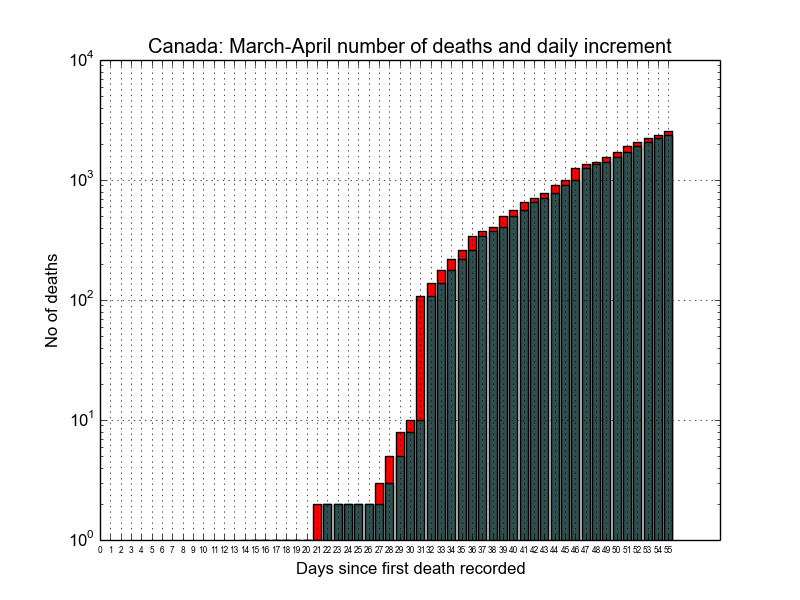 Canada: March-April number of deaths and daily increment
10^4
10^3
10^2
10^1
10^0
No of deaths
0 1 2 3 4 5 6 7 8 9 10 11 12 13 14 15 16 17 18 19 20 21 22 23 24 25 26 27 28 29 30 31 32 33 34 35 36 37 38 39 40 41 42 43 44 45 46 47 48 49 50 51 52 53 54 55
Days since first death recorded